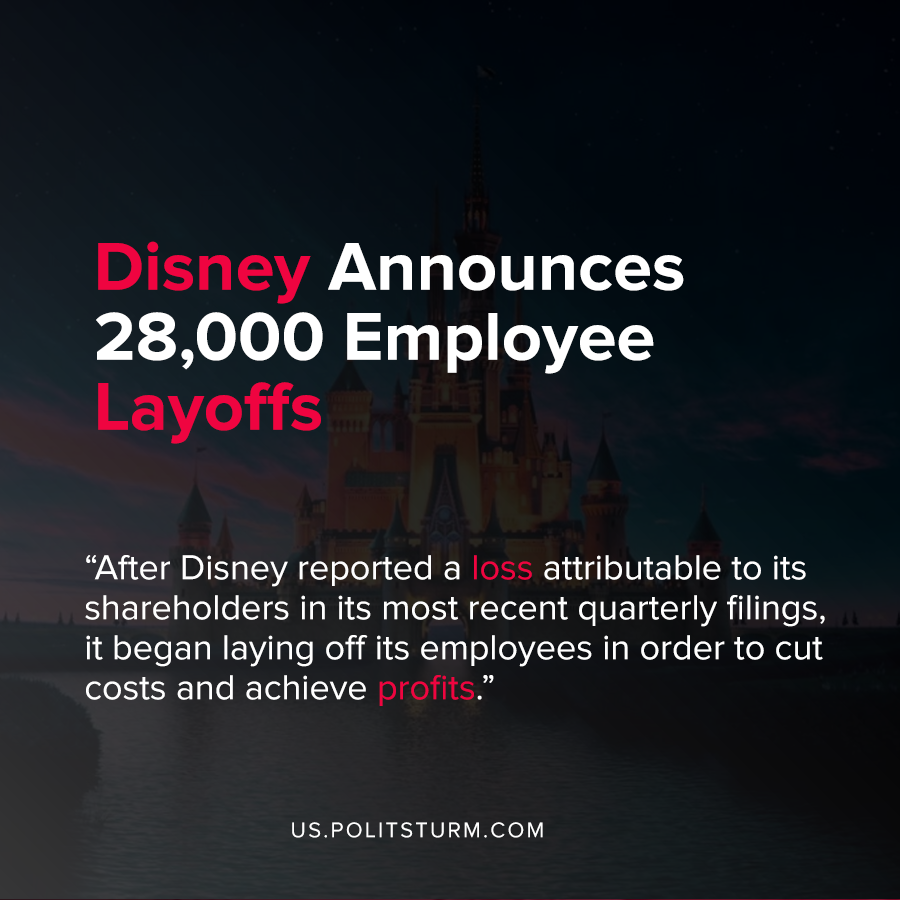 Disney Announces
28,000 Employee
Layoffs
“After Disney reported a loss attributable to its
shareholders in its most recent quarterly filings,
it began laying off its employees in order to cut
costs and achieve profits.”
US.POLITSTURM.COM